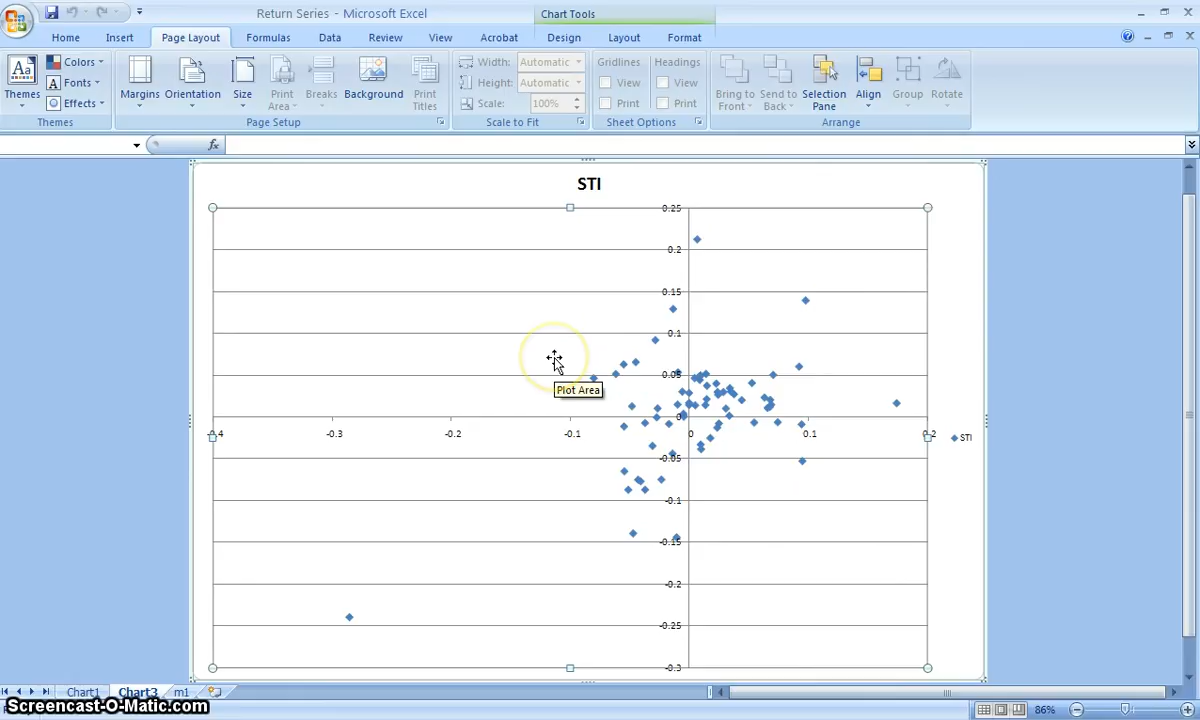 Return Series - Microsoft Excel
Chart Tools
Home Insert Page Layout Formulas Data Review View Acrobat Design Layout Format
Themes
Colors
Fonts
Effects
Themes
Margins Orientation Size Print Area Breaks Background Print Titles
Page Setup
Width: Automatic
Height: Automatic
Scale: 100%
Scale to Fit
Gridlines Headings
View View
Print Print
Sheet Options
Bring to Front Send to Back Selection Pane Align Group Rotate
Arrange
fx
STI
0.25
0.2
0.15
0.1
0.05
Plot Area
0
-0.4 -0.3 -0.2 -0.1 0 0.1 0.2
STI
-0.05
-0.1
-0.15
-0.2
-0.25
-0.3
Chart1 Chart3 m1
Screencast-O-Matic.com
86%